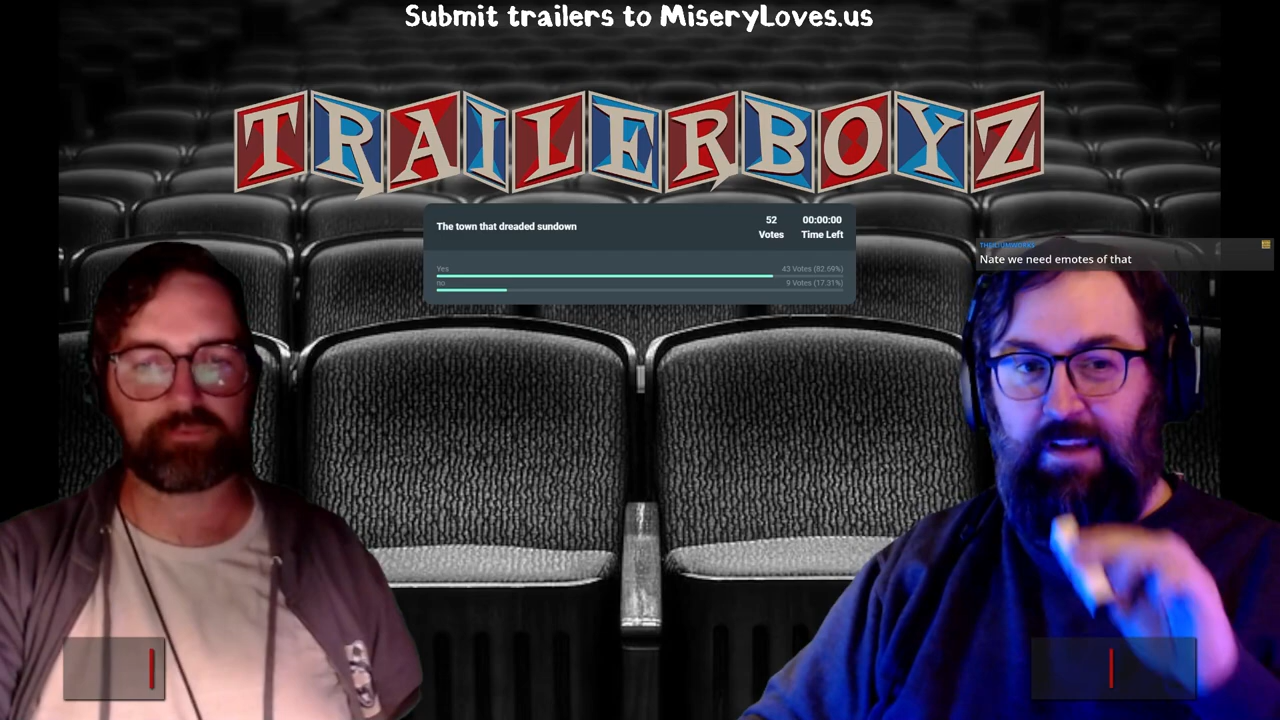 Submit trailers to MiseryLoves.us
TRAILERBOYZ
The town that dreaded sundown
52
Votes
00:00:00
Time Left
Yes
43 Votes (82.69%)
no
9 Votes (17.31%)
Nate we need emotes of that